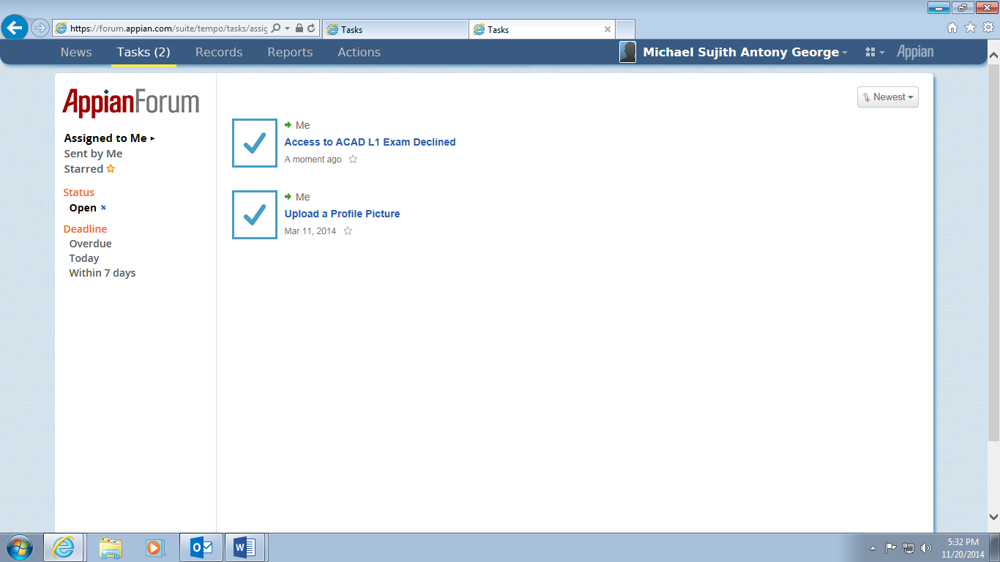 https://forum.appian.com/suite/tempo/tasks/assig
Tasks
Tasks
News
Tasks (2)
Records
Reports
Actions
Michael Sujith Antony George
Appian
AppianForum
Newest
Assigned to Me
Sent by Me
Starred
Status
Open ×
Deadline
Overdue
Today
Within 7 days
Me
Access to ACAD L1 Exam Declined
A moment ago
Me
Upload a Profile Picture
Mar 11, 2014
5:32 PM
11/20/2014